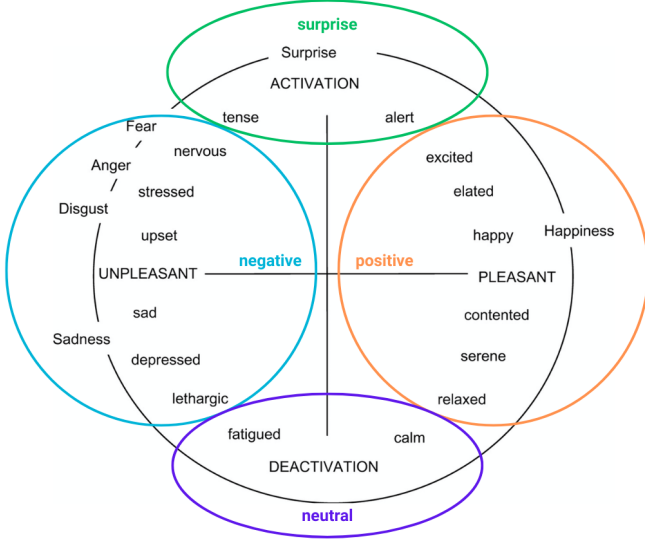 surprise
Surprise
ACTIVATION
tense
alert
Fear
nervous
excited
Anger
stressed
elated
Disgust
upset
happy
Happiness
negative
positive
UNPLEASANT
PLEASANT
sad
contented
Sadness
depressed
serene
lethargic
relaxed
fatigued
calm
DEACTIVATION
neutral